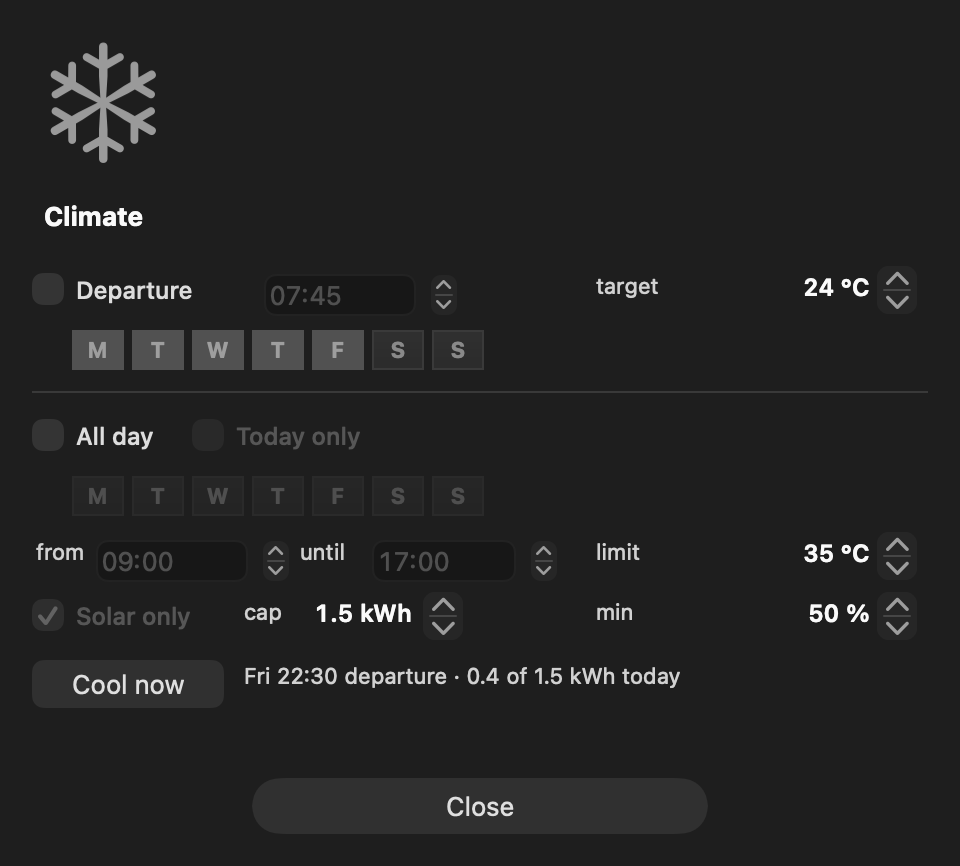 Climate
Departure 07:45 target 24 °C
M T W T F S S
All day Today only
M T W T F S S
from 09:00 until 17:00 limit 35 °C
Solar only cap 1.5 kWh min 50 %
Cool now Fri 22:30 departure · 0.4 of 1.5 kWh today
Close